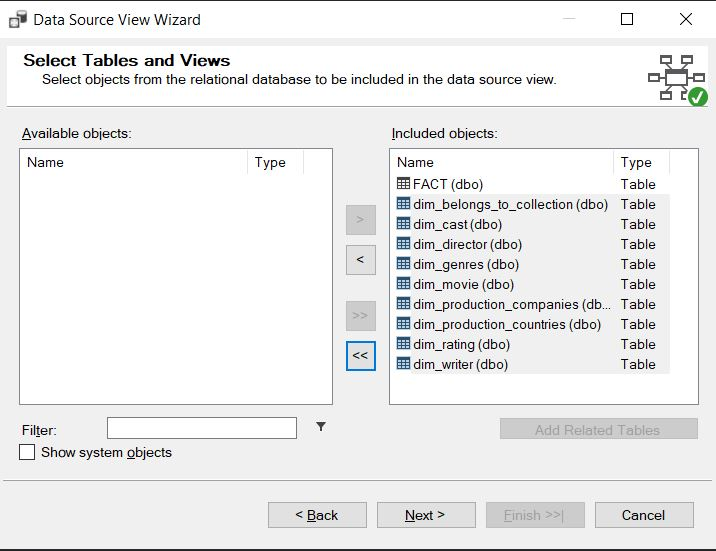 Data Source View Wizard
Select Tables and Views
Select objects from the relational database to be included in the data source view.
Available objects:
Included objects:
Name Type
Name Type
FACT (dbo) Table
dim_belongs_to_collection (dbo) Table
dim_cast (dbo) Table
dim_director (dbo) Table
dim_genres (dbo) Table
dim_movie (dbo) Table
dim_production_companies (db... Table
dim_production_countries (dbo) Table
dim_rating (dbo) Table
dim_writer (dbo) Table
>
<
>>
<<
Filter:
Add Related Tables
Show system objects
< Back
Next >
Finish >>|
Cancel